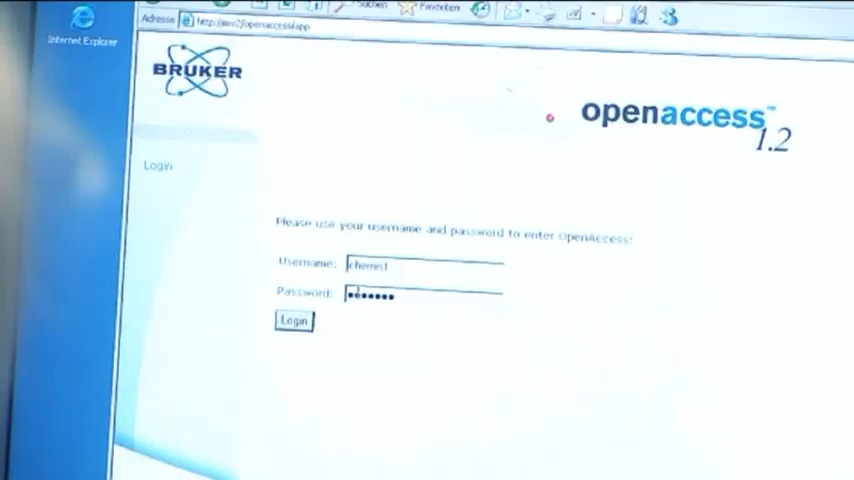 Internet Explorer
Suchen Favoriten
Adresse
BRUKER
openaccess™
1.2
Login
Please use your username and password to enter OpenAccess:
Username: chemist
Password: •••••••
Login